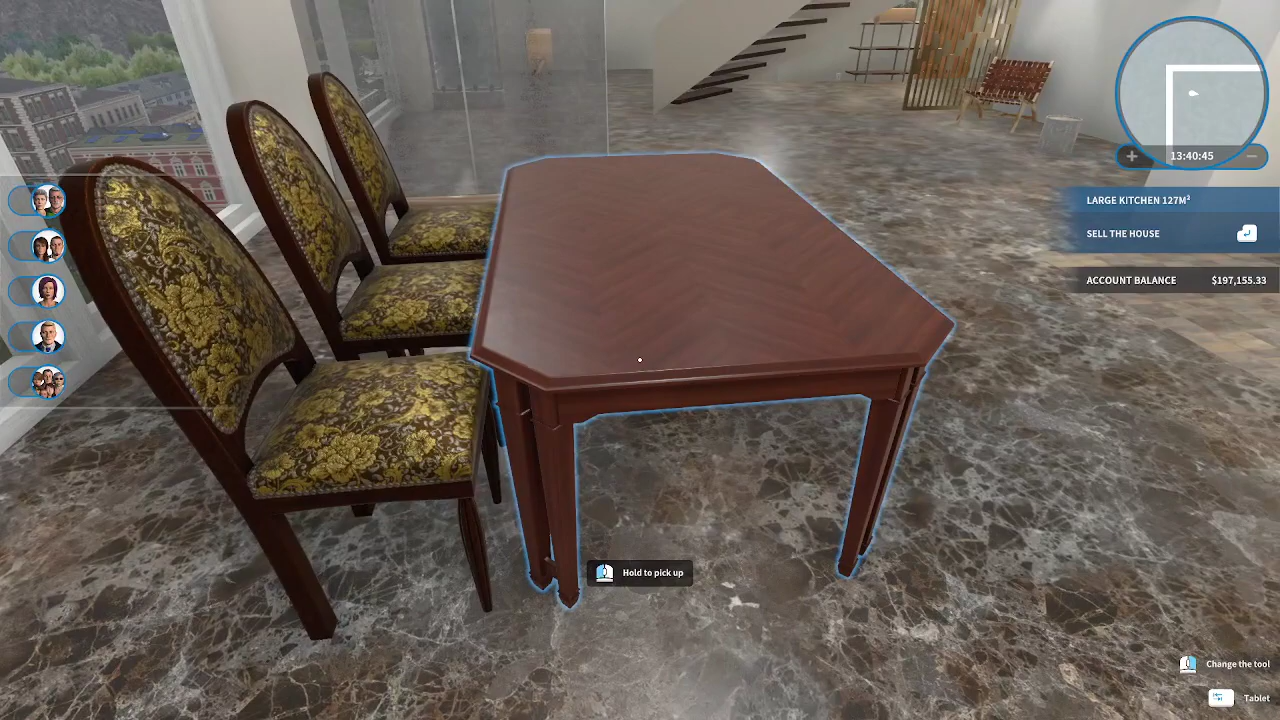 13:40:45
LARGE KITCHEN 127M²
SELL THE HOUSE
ACCOUNT BALANCE $197,155.33
Hold to pick up
Change the tool
Tablet